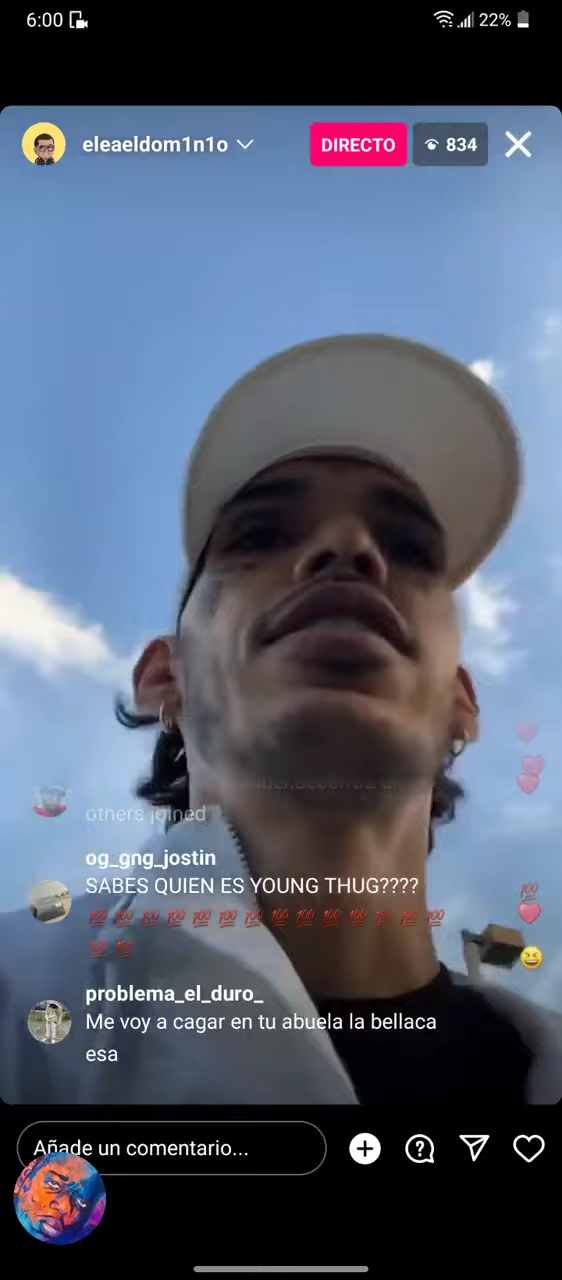 6:00
22%
eleaeldom1n1o
DIRECTO
834
others joined
og_gng_jostin
SABES QUIEN ES YOUNG THUG????
💯 💯 💯 💯 💯 💯 💯 💯 💯 💯 💯 💯 💯 💯
💯 💯
problema_el_duro_
Me voy a cagar en tu abuela la bellaca
esa
Añade un comentario...